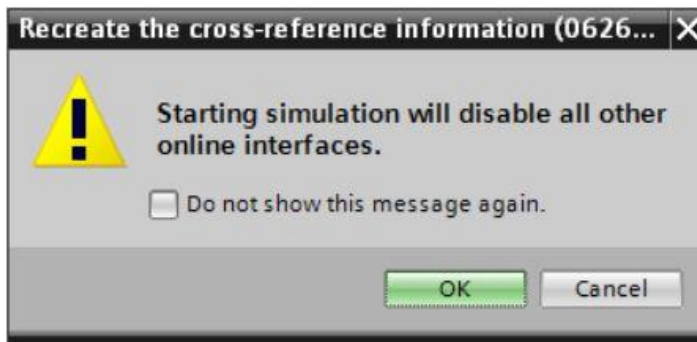 Recreate the cross-reference information (0626...
Starting simulation will disable all other
online interfaces.
Do not show this message again.
OK
Cancel